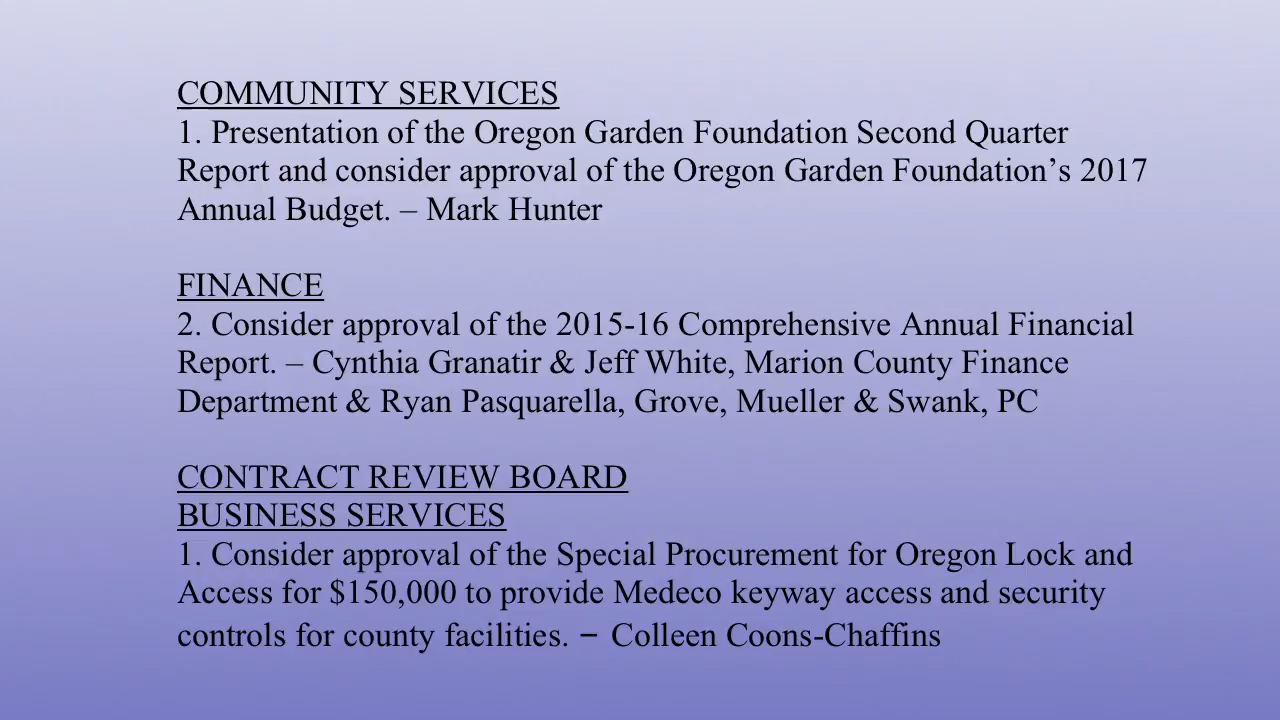 COMMUNITY SERVICES
1. Presentation of the Oregon Garden Foundation Second Quarter
Report and consider approval of the Oregon Garden Foundation’s 2017
Annual Budget. – Mark Hunter
FINANCE
2. Consider approval of the 2015-16 Comprehensive Annual Financial
Report. – Cynthia Granatir & Jeff White, Marion County Finance
Department & Ryan Pasquarella, Grove, Mueller & Swank, PC
CONTRACT REVIEW BOARD
BUSINESS SERVICES
1. Consider approval of the Special Procurement for Oregon Lock and
Access for $150,000 to provide Medeco keyway access and security
controls for county facilities. – Colleen Coons-Chaffins